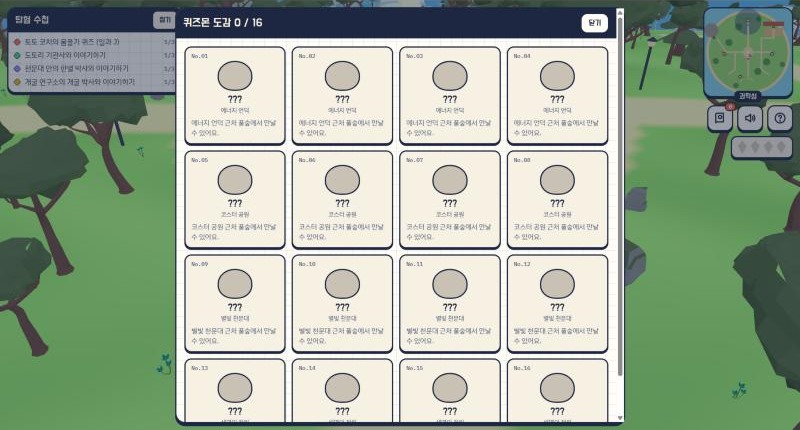 탐험 수첩
접기
토토 코치의 몸풀기 퀴즈 (일과 J)
도도리 기관사와 이야기하기
천문대 안의 한별 박사와 이야기하기
개굴 연구소의 개굴 박사와 이야기하기
퀴즈몬 도감 0 / 16
닫기
No.01
???
에너지 언덕
에너지 언덕 근처 풀숲에서 만날
수 있어요.
No.02
???
에너지 언덕
에너지 언덕 근처 풀숲에서 만날
수 있어요.
No.03
???
에너지 언덕
에너지 언덕 근처 풀숲에서 만날
수 있어요.
No.04
???
에너지 언덕
에너지 언덕 근처 풀숲에서 만날
수 있어요.
No.05
???
코스터 공원
코스터 공원 근처 풀숲에서 만날
수 있어요.
No.06
???
코스터 공원
코스터 공원 근처 풀숲에서 만날
수 있어요.
No.07
???
코스터 공원
코스터 공원 근처 풀숲에서 만날
수 있어요.
No.08
???
코스터 공원
코스터 공원 근처 풀숲에서 만날
수 있어요.
No.09
???
별빛 천문대
별빛 천문대 근처 풀숲에서 만날
수 있어요.
No.10
???
별빛 천문대
별빛 천문대 근처 풀숲에서 만날
수 있어요.
No.11
???
별빛 천문대
별빛 천문대 근처 풀숲에서 만날
수 있어요.
No.12
???
별빛 천문대
별빛 천문대 근처 풀숲에서 만날
수 있어요.
No.13
???
No.14
???
No.15
???
No.16
???
과학섬
?